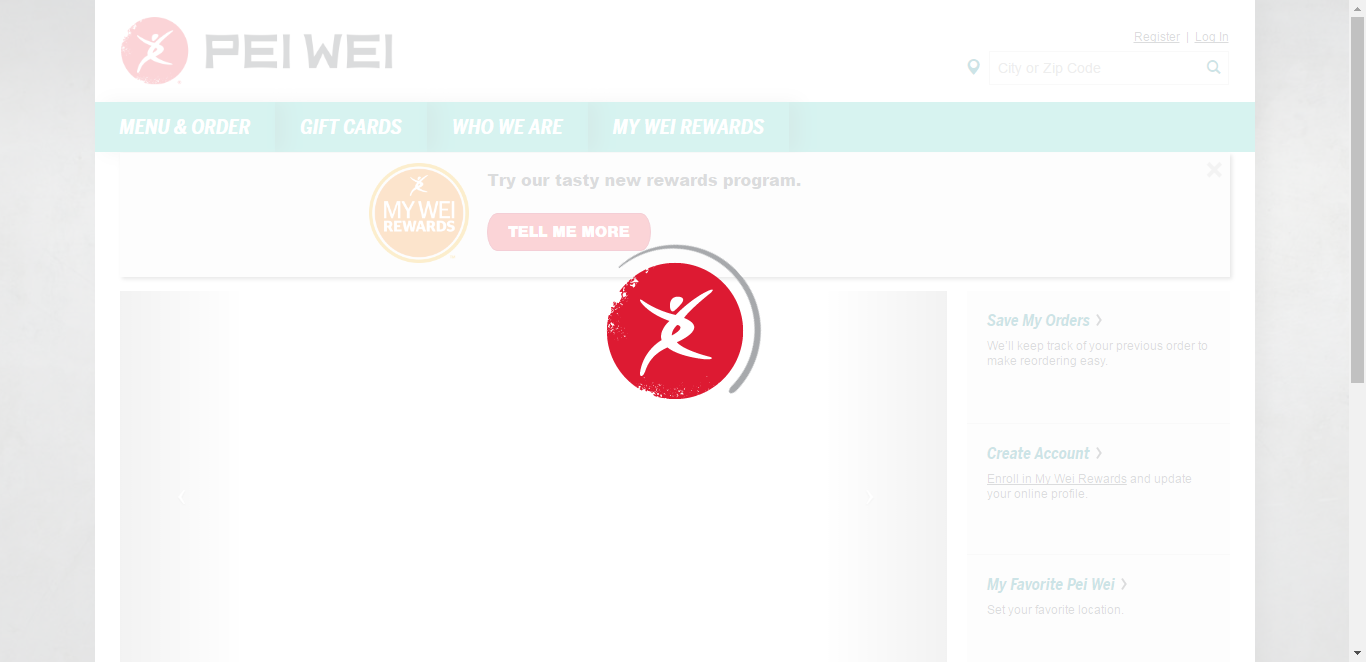 PEI WEI
Register | Log In
City or Zip Code
MENU & ORDER
GIFT CARDS
WHO WE ARE
MY WEI REWARDS
MY WEI
REWARDS
Try our tasty new rewards program.
TELL ME MORE
Save My Orders
We'll keep track of your previous order to
make reordering easy.
Create Account
Enroll in My Wei Rewards and update
your online profile.
My Favorite Pei Wei
Set your favorite location.